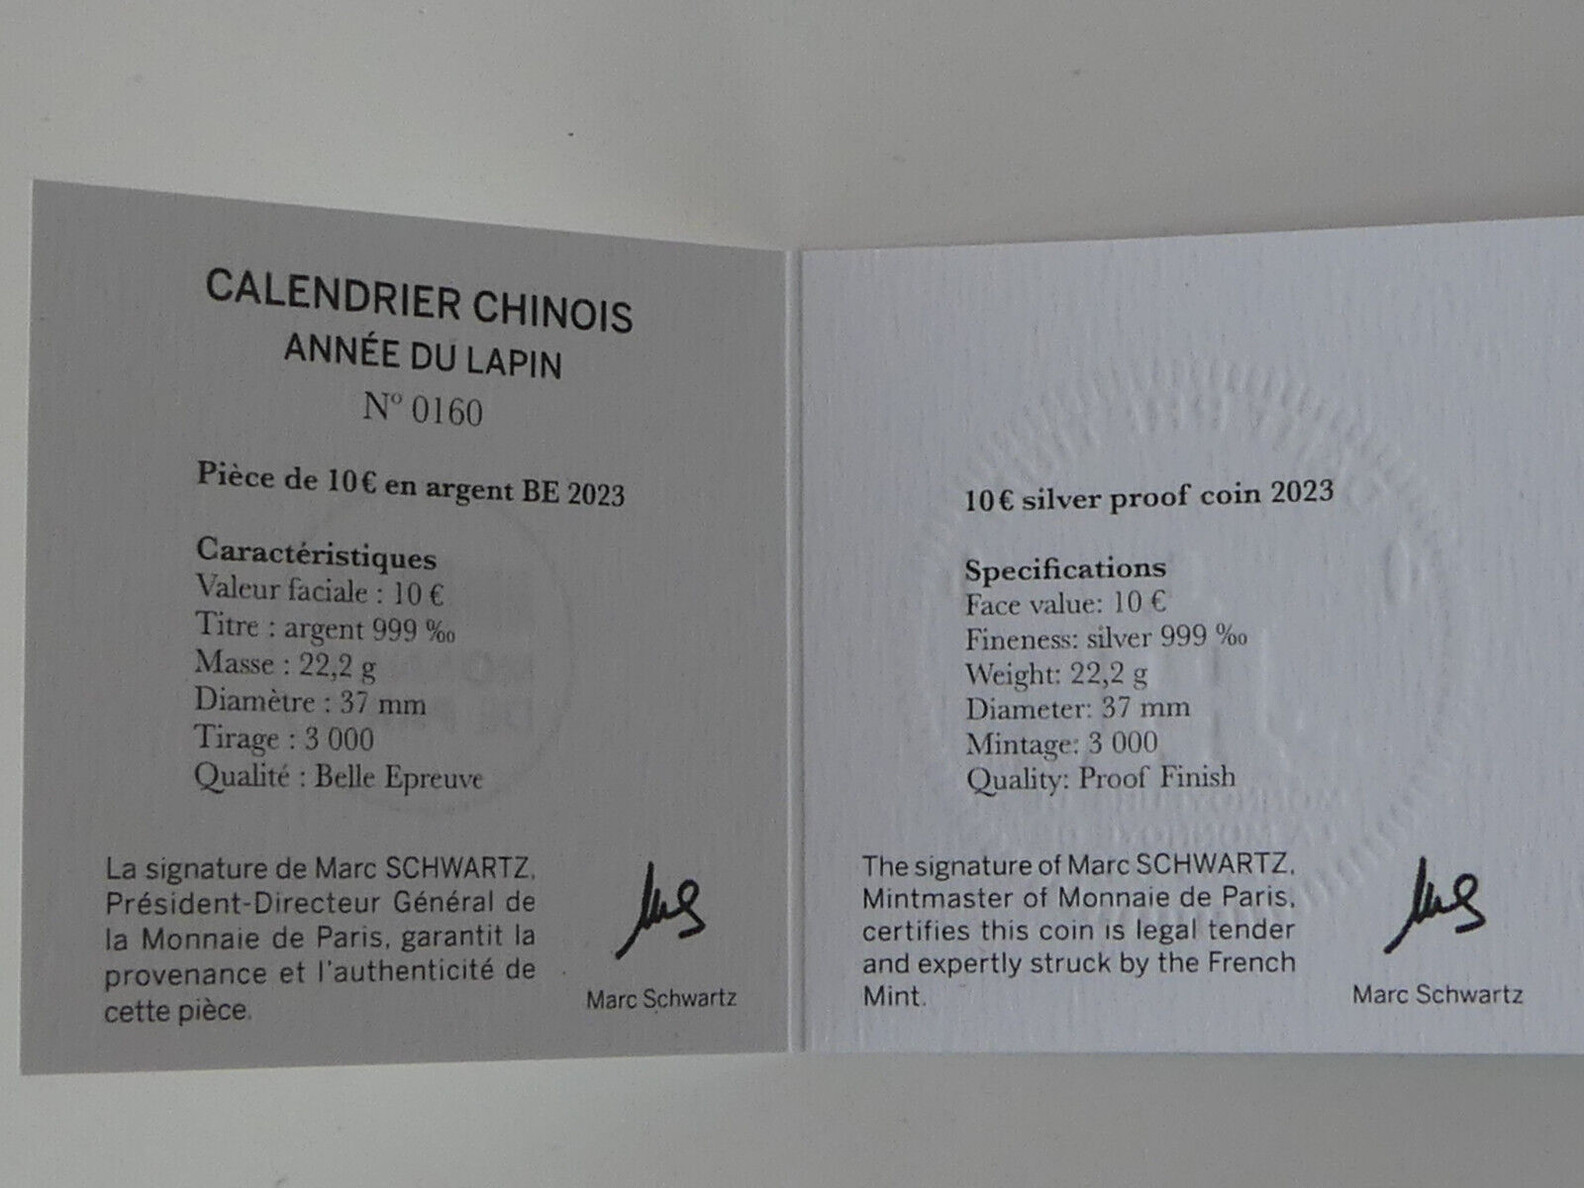 CALENDRIER CHINOIS
ANNÉE DU LAPIN
Nº 0160
Pièce de 10€ en argent BE 2023
Caractéristiques
Valeur faciale : 10 €
Titre : argent 999 ‰
Masse : 22,2 g
Diamètre : 37 mm
Tirage : 3 000
Qualité : Belle Epreuve
La signature de Marc SCHWARTZ,
Président-Directeur Général de
la Monnaie de Paris, garantit la
provenance et l'authenticité de
cette pièce.
Marc Schwartz
10€ silver proof coin 2023
Specifications
Face value: 10 €
Fineness: silver 999 ‰
Weight: 22,2 g
Diameter: 37 mm
Mintage: 3 000
Quality: Proof Finish
The signature of Marc SCHWARTZ,
Mintmaster of Monnaie de Paris,
certifies this coin is legal tender
and expertly struck by the French
Mint.
Marc Schwartz